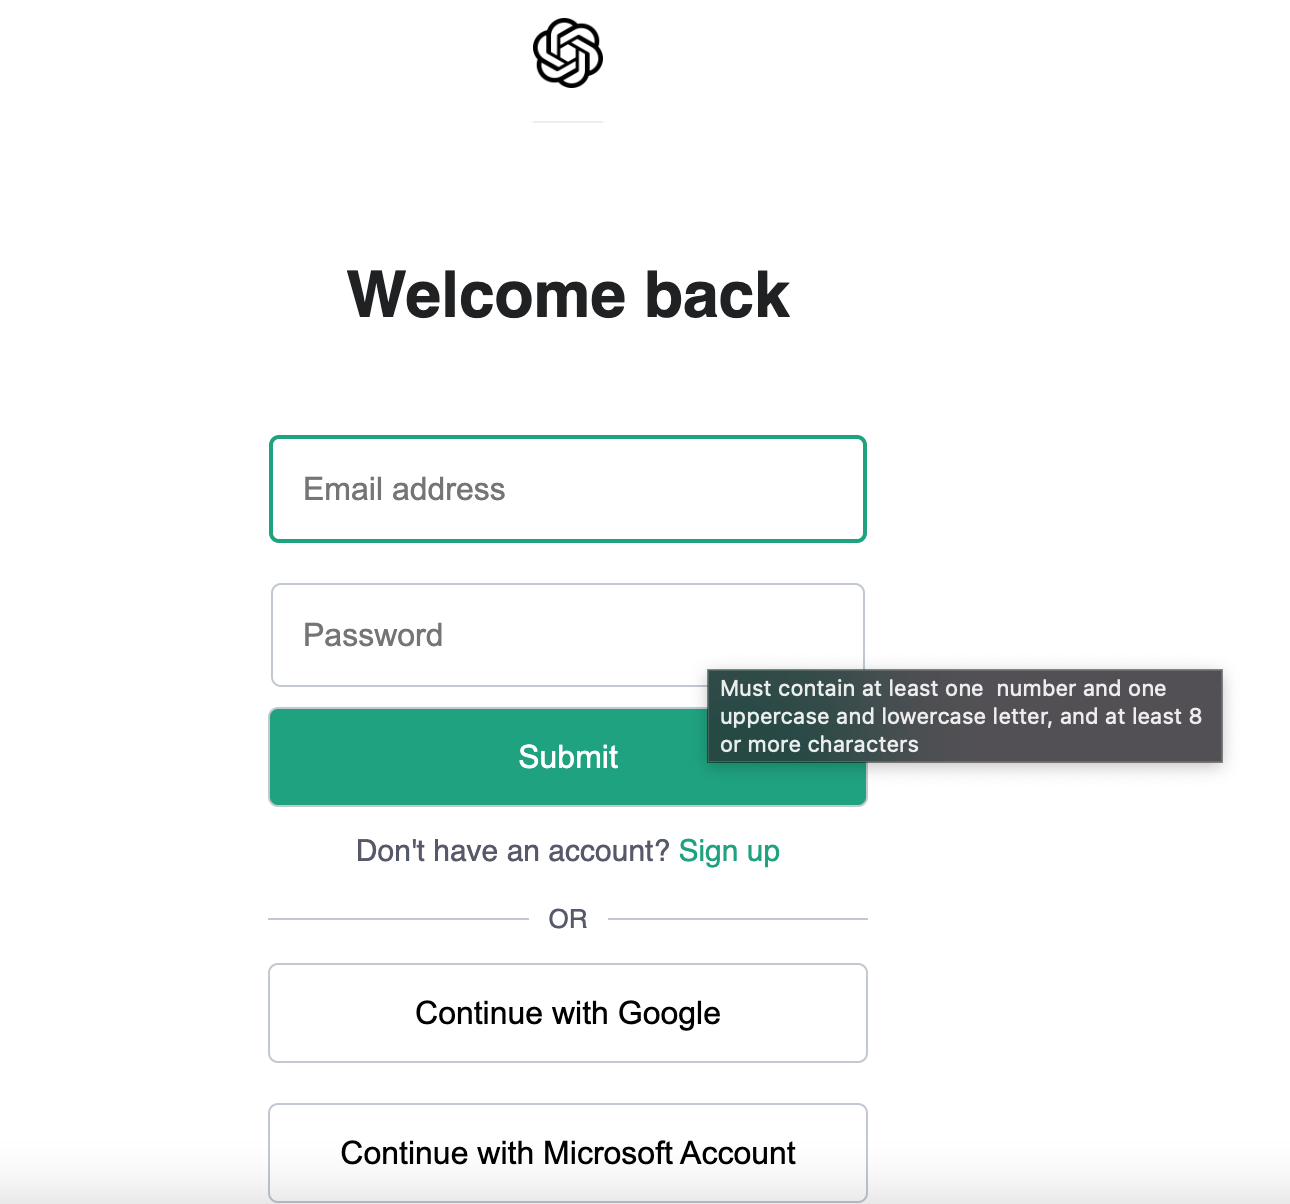 Welcome back
Email address
Password
Must contain at least one  number and one
uppercase and lowercase letter, and at least 8
or more characters
Submit
Don't have an account? Sign up
OR
Continue with Google
Continue with Microsoft Account